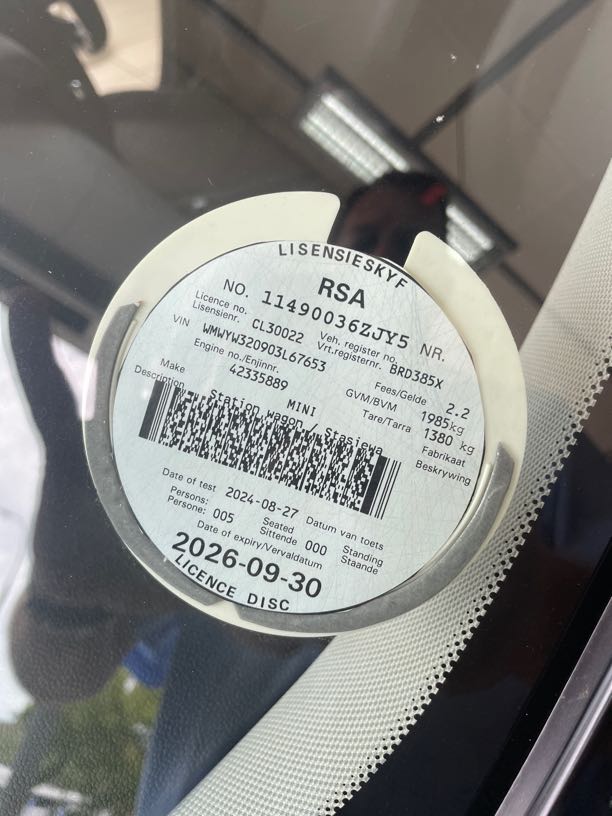 LISENSIESKYF
RSA
NO. 11490036ZJY5 NR.
Licence no. CL30022 Veh. register no. BRD385X
Lisensienr. Vrt.registernr.
VIN WMWYW320903L67653 Fees/Gelde 2.2
Engine no./Enjinnr. GVM/BVM 1985kg
42335889 Tare/Tarra 1380 kg
Make MINI Fabrikaat
Description Station wagon / Stasiewa Beskrywing
Date of test 2024-08-27 Datum van toets
Persons: 005 Seated 000 Standing
Persone: Sittende Staande
Date of expiry/Vervaldatum
2026-09-30
LICENCE DISC